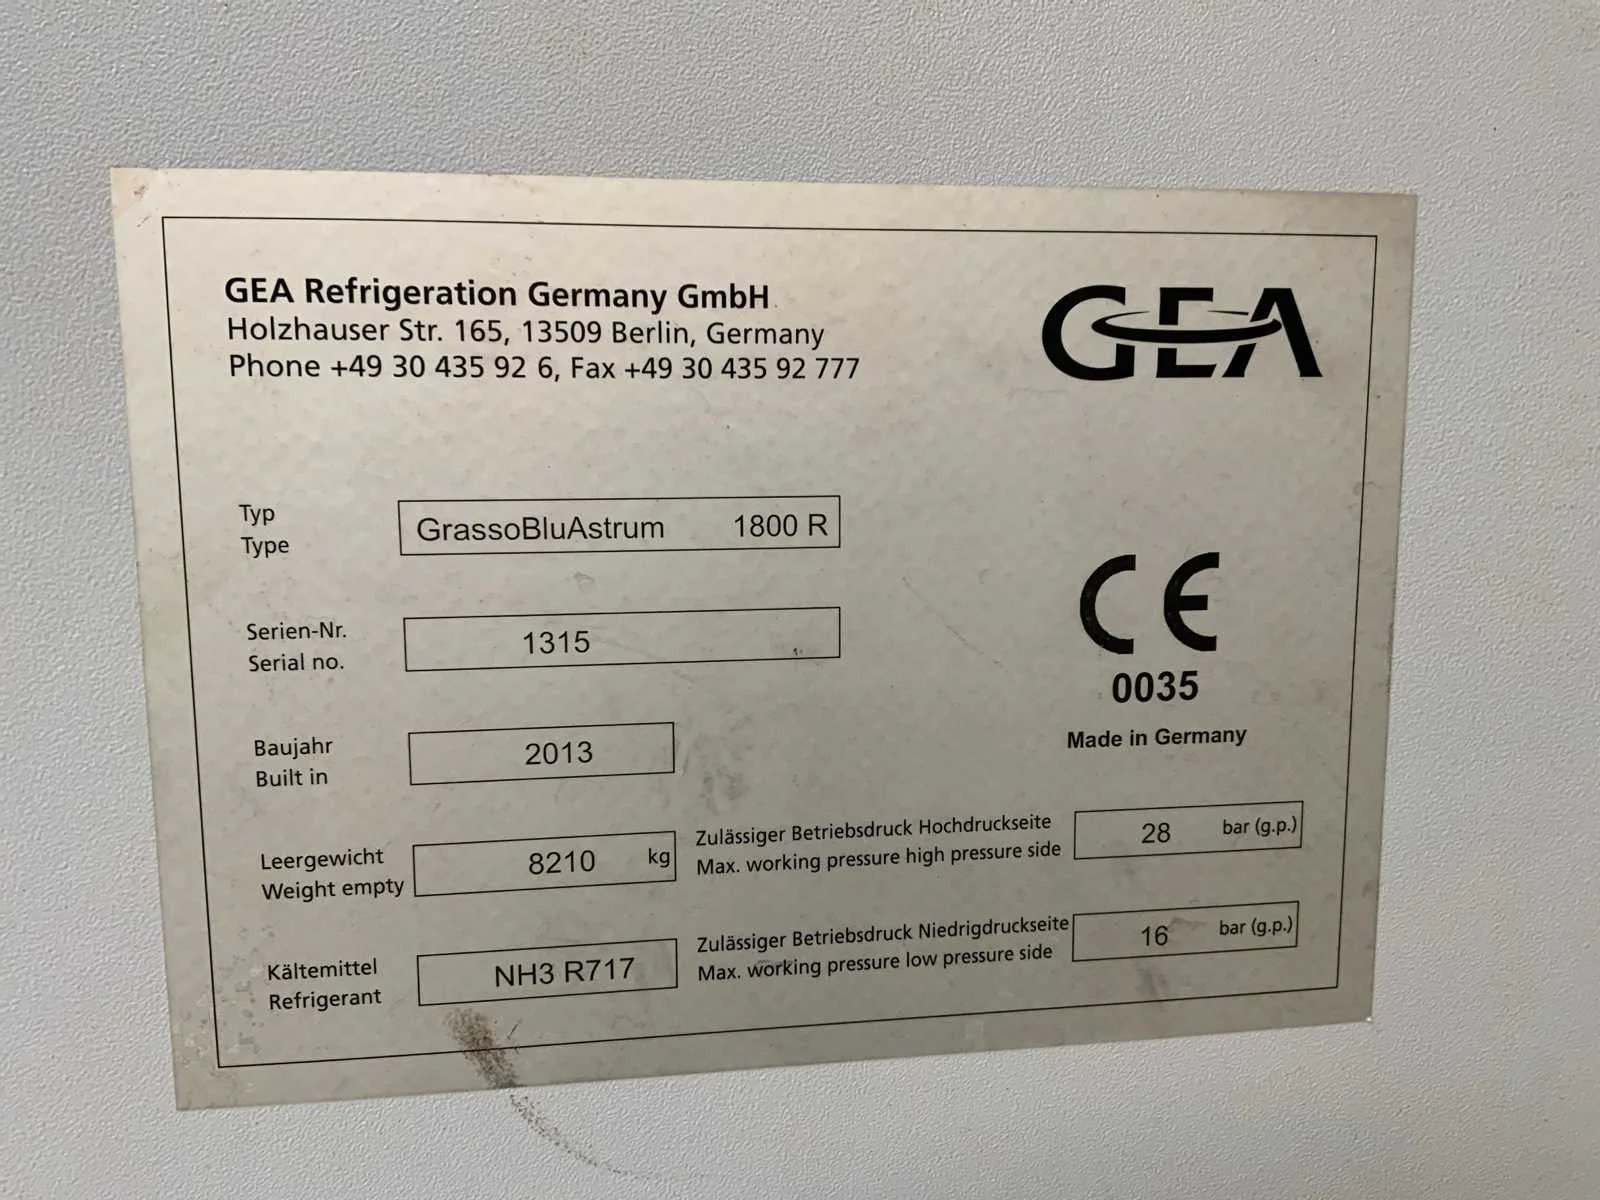 GEA Refrigeration Germany GmbH
Holzhauser Str. 165, 13509 Berlin, Germany
Phone +49 30 435 92 6, Fax +49 30 435 92 777
GEA
Typ
Type
GrassoBluAstrum 1800 R
Serien-Nr.
Serial no.
1315
CE
0035
Made in Germany
Baujahr
Built in
2013
Leergewicht
Weight empty
8210 kg
Zulässiger Betriebsdruck Hochdruckseite
Max. working pressure high pressure side
28 bar (g.p.)
Kältemittel
Refrigerant
NH3 R717
Zulässiger Betriebsdruck Niedrigdruckseite
Max. working pressure low pressure side
16 bar (g.p.)